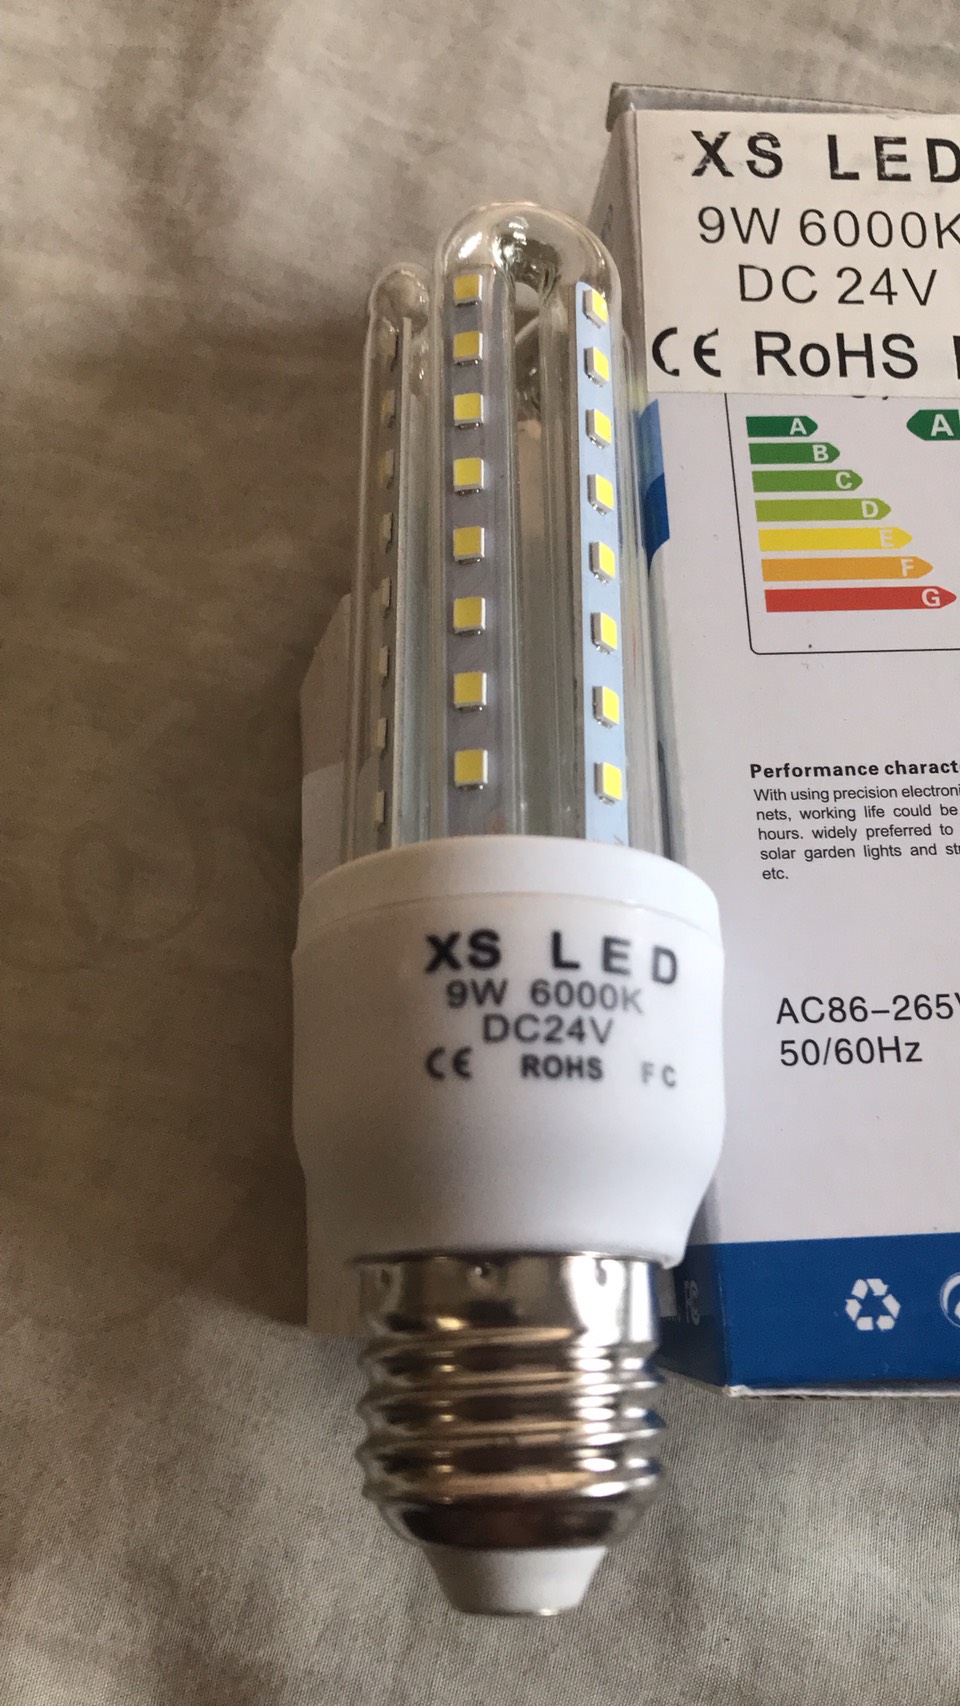 XS LED
9W 6000K
DC 24V
CE RoHS
A
A
B
C
D
E
F
G
Performance charact
With using precision electroni
nets, working life could be
hours. widely preferred to
solar garden lights and str
etc.
AC86-265V
50/60Hz
XS LED
9W 6000K
DC24V
CE ROHS FC